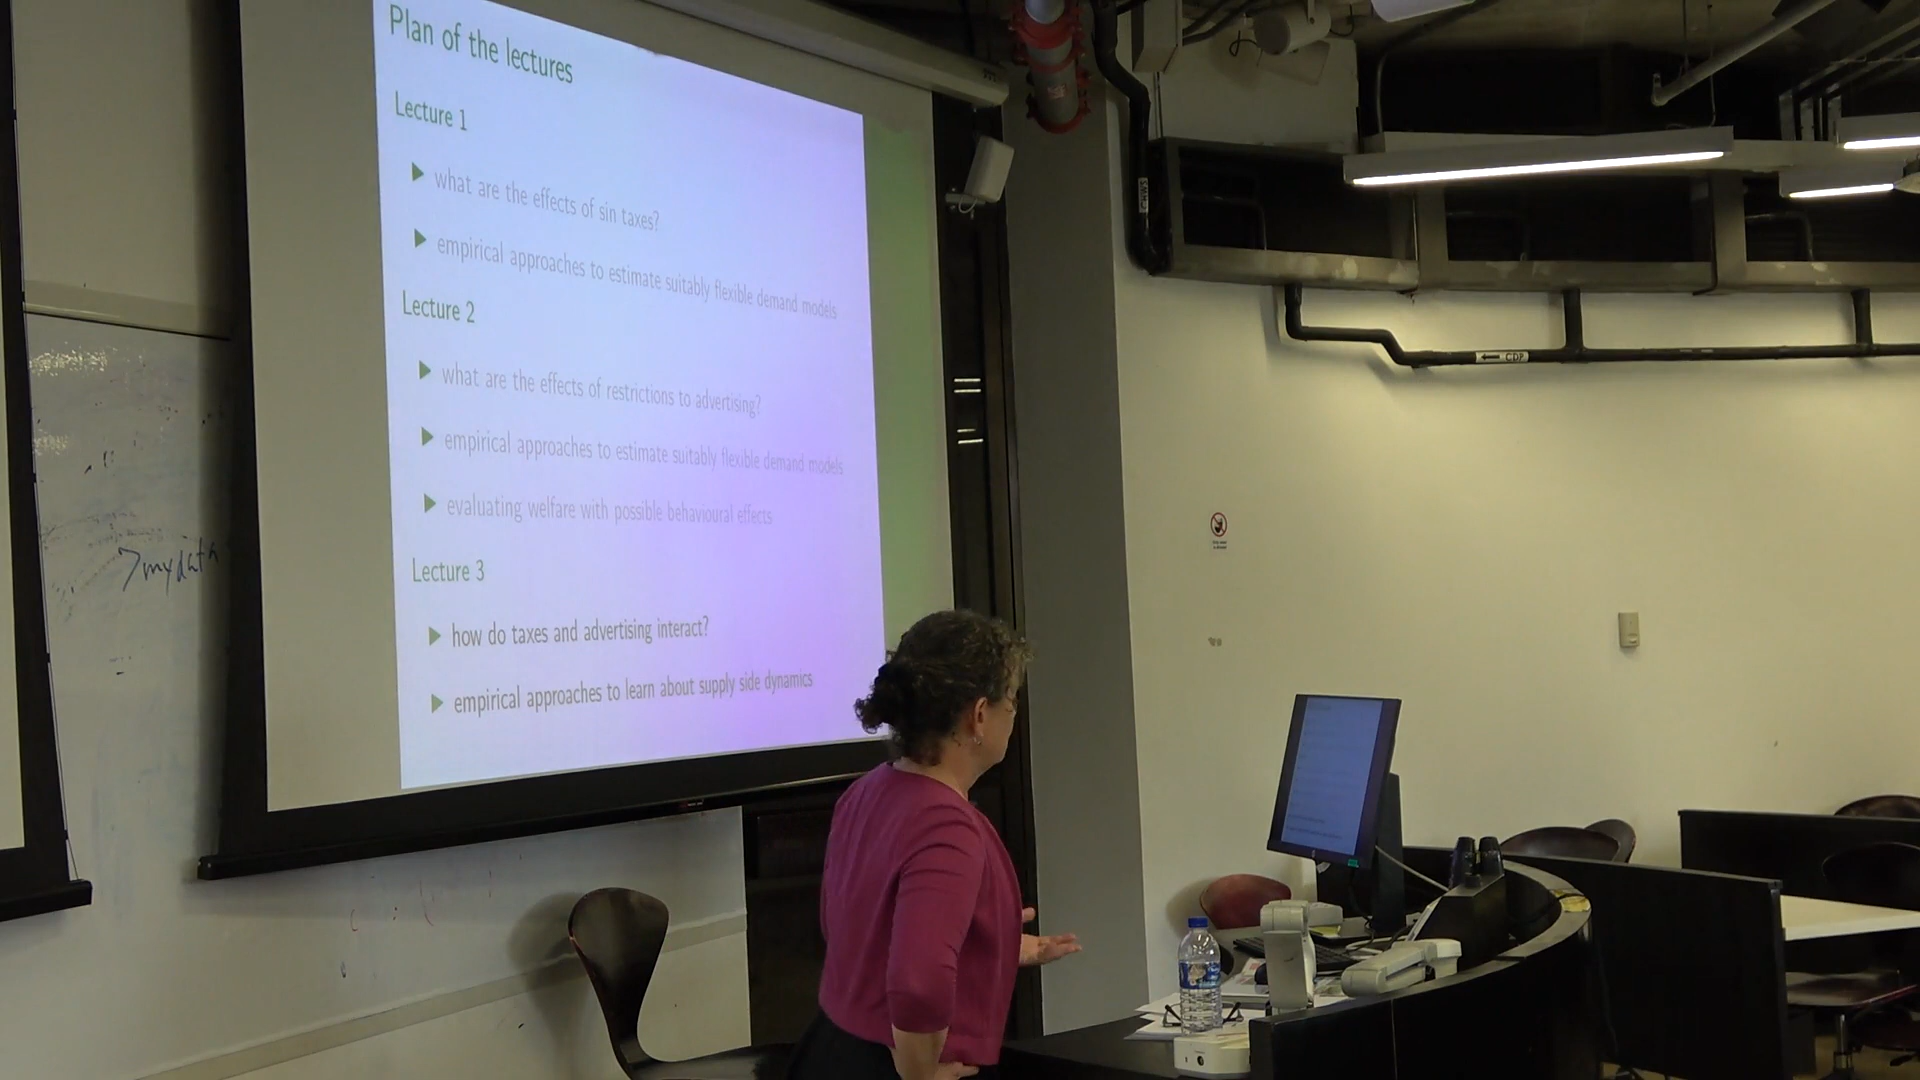 Plan of the lectures
Lecture 1
what are the effects of sin taxes?
empirical approaches to estimate suitably flexible demand models
Lecture 2
what are the effects of restrictions to advertising?
empirical approaches to estimate suitably flexible demand models
evaluating welfare with possible behavioural effects
Lecture 3
how do taxes and advertising interact?
empirical approaches to learn about supply side dynamics
CHWS
CDP